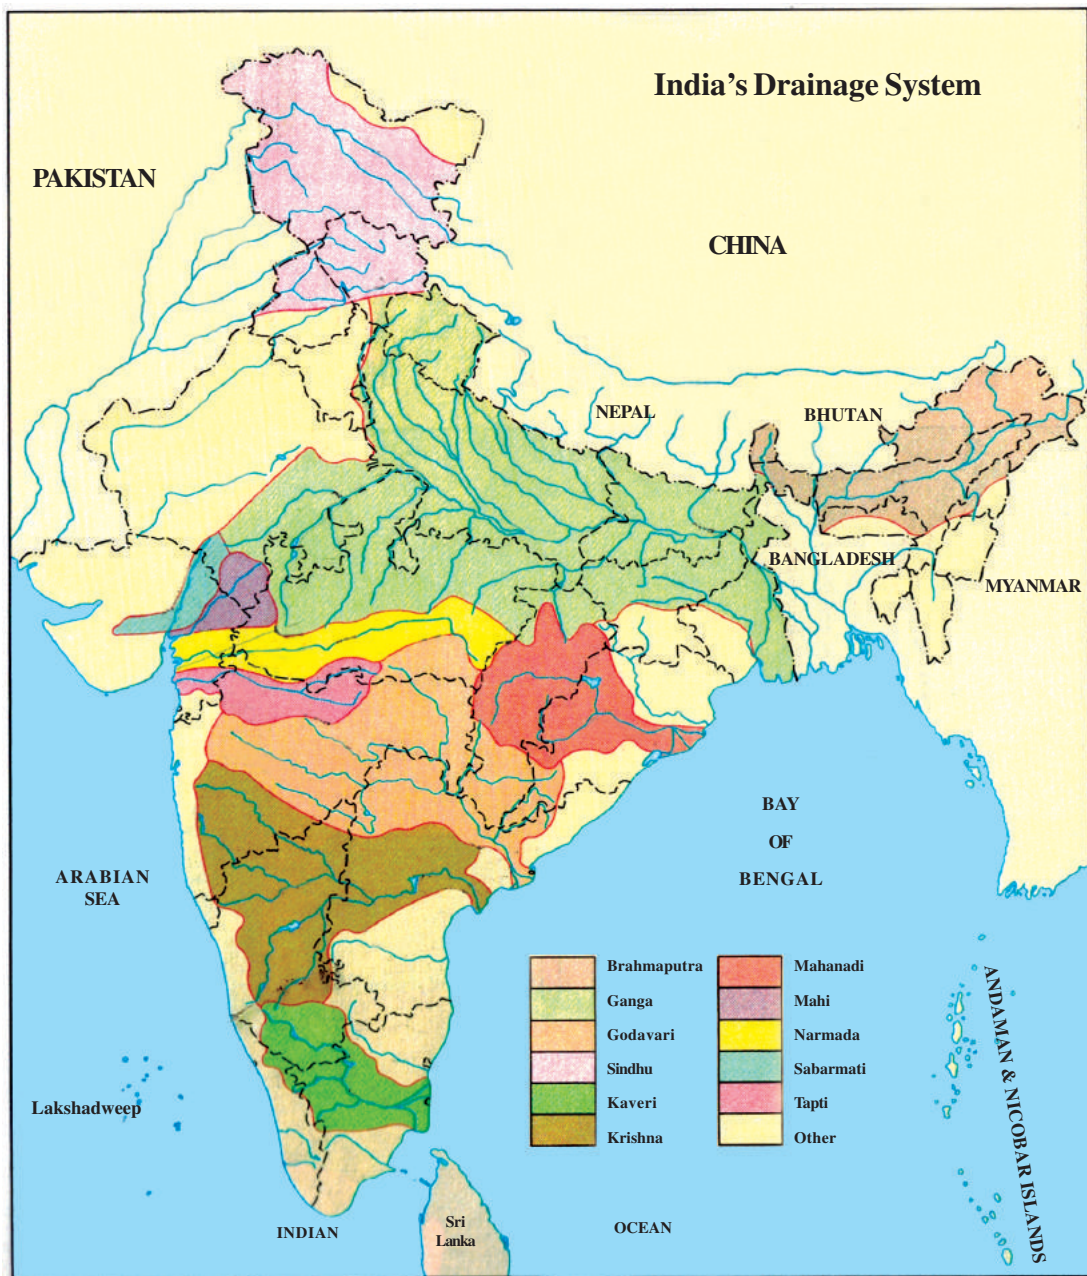 India's Drainage System
PAKISTAN
CHINA
NEPAL
BHUTAN
BANGLADESH
MYANMAR
ARABIAN
SEA
BAY
OF
BENGAL
Brahmaputra
Ganga
Godavari
Sindhu
Kaveri
Krishna
Mahanadi
Mahi
Narmada
Sabarmati
Tapti
Other
ANDAMAN & NICOBAR ISLANDS
Lakshadweep
INDIAN
Sri
Lanka
OCEAN